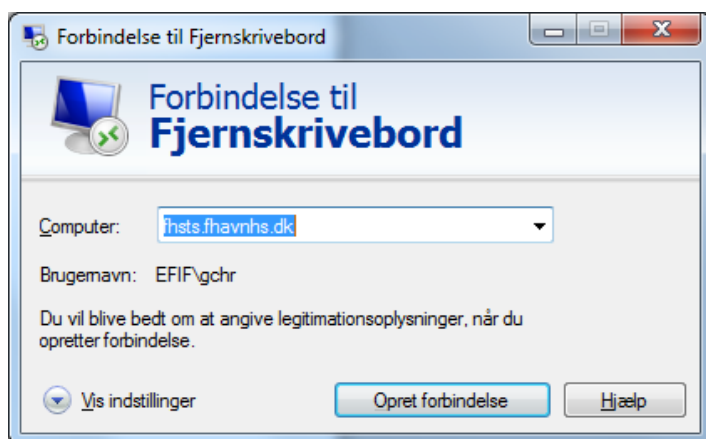 Forbindelse til Fjernskrivebord
Forbindelse til
Fjernskrivebord
Computer: fhsts.fhavnhs.dk
Brugernavn: EFIF\gchr
Du vil blive bedt om at angive legitimationsoplysninger, når du
opretter forbindelse.
Vis indstillinger Opret forbindelse Hjælp